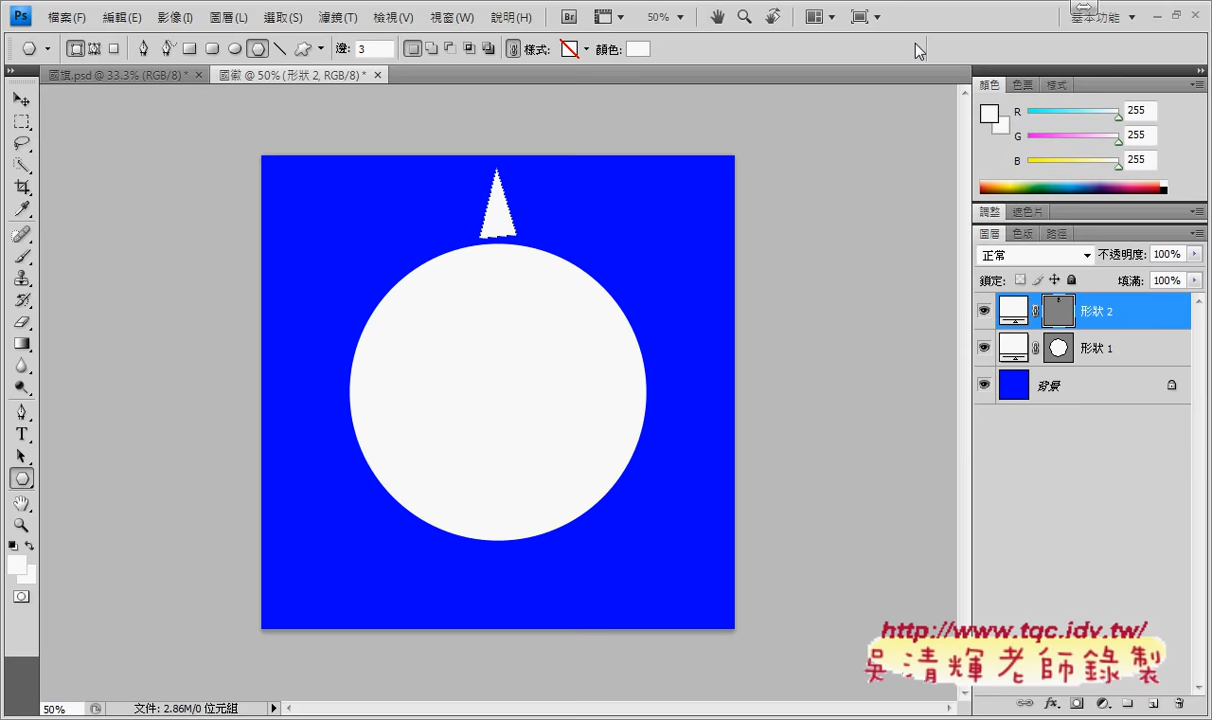 Ps 檔案(F) 編輯(E) 影像(I) 圖層(L) 選取(S) 濾鏡(T) 檢視(V) 視窗(W) 說明(H) Br 50% 基本功能
邊: 3 樣式: 顏色:
國旗.psd @ 33.3% (RGB/8) * 國徽 @ 50% (形狀 2, RGB/8) *
顏色 色票 樣式
R 255
G 255
B 255
調整 遮色片
圖層 色版 路徑
正常 不透明度: 100%
鎖定: 填滿: 100%
形狀 2
形狀 1
背景
T
http://www.tqc.idv.tw/
吳清輝老師錄製
50% 文件: 2.86M/0 位元組